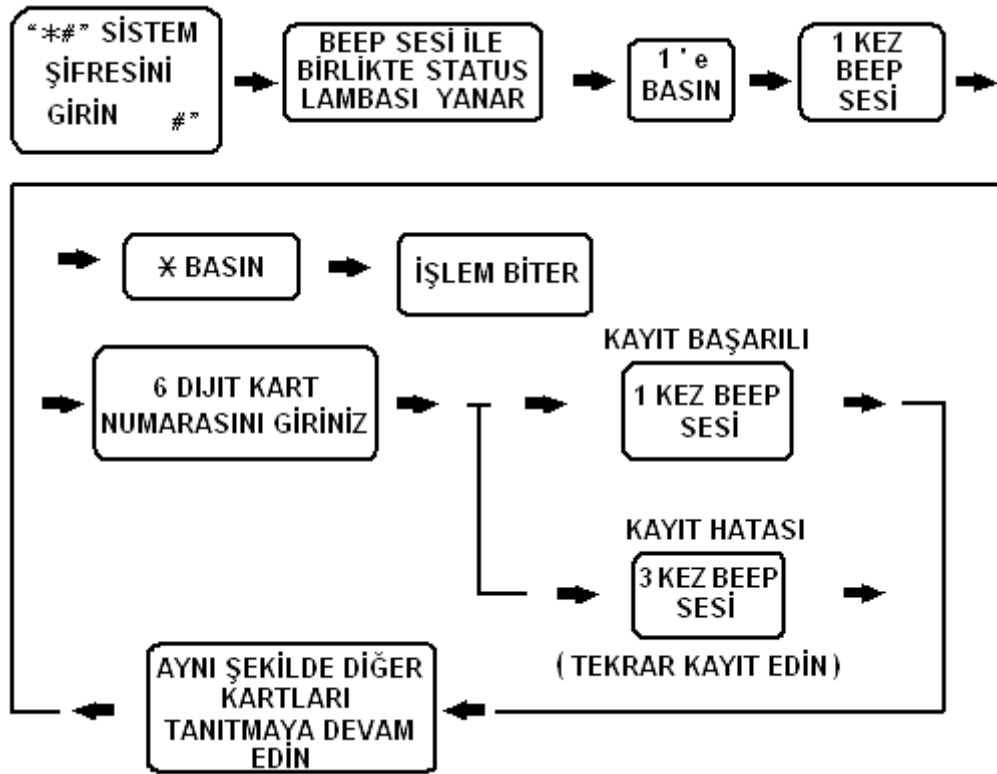 “*#” SİSTEM
ŞİFRESİNİ
GİRİN #”
BEEP SESİ İLE
BİRLİKTE STATUS
LAMBASI YANAR
1 ' e
BASIN
1 KEZ
BEEP
SESİ
* BASIN
İŞLEM BİTER
6 DIJIT KART
NUMARASINI GİRİNİZ
KAYIT BAŞARILI
1 KEZ BEEP
SESİ
KAYIT HATASI
3 KEZ BEEP
SESİ
( TEKRAR KAYIT EDİN )
AYNI ŞEKİLDE DİĞER
KARTLARI
TANITMAYA DEVAM
EDİN